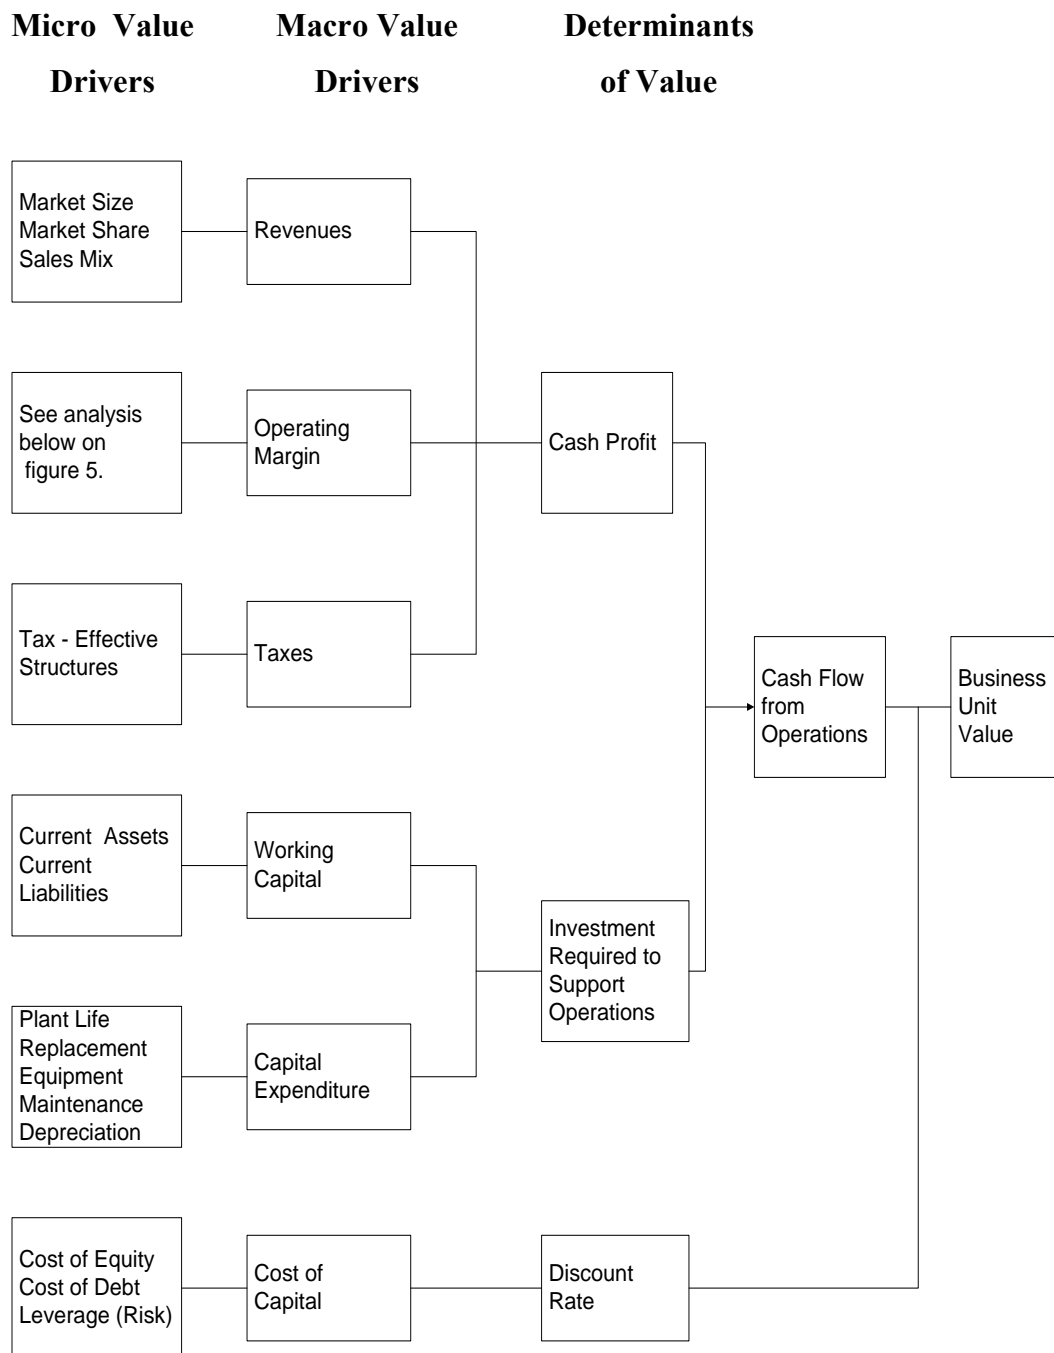 Micro Value
Drivers
Macro Value
Drivers
Determinants
of Value
Market Size
Market Share
Sales Mix
Revenues
See analysis
below on
figure 5.
Operating
Margin
Cash Profit
Tax - Effective
Structures
Taxes
Cash Flow
from
Operations
Business
Unit
Value
Current Assets
Current
Liabilities
Working
Capital
Investment
Required to
Support
Operations
Plant Life
Replacement
Equipment
Maintenance
Depreciation
Capital
Expenditure
Cost of Equity
Cost of Debt
Leverage (Risk)
Cost of
Capital
Discount
Rate